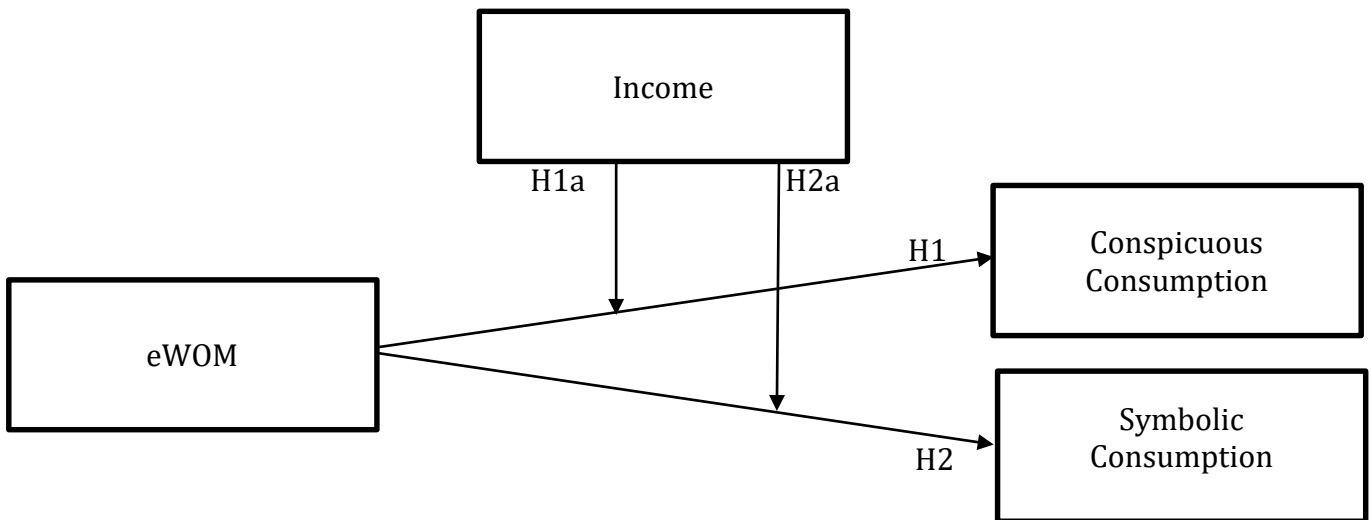 Income
H1a
H2a
H1
Conspicuous
Consumption
eWOM
Symbolic
Consumption
H2